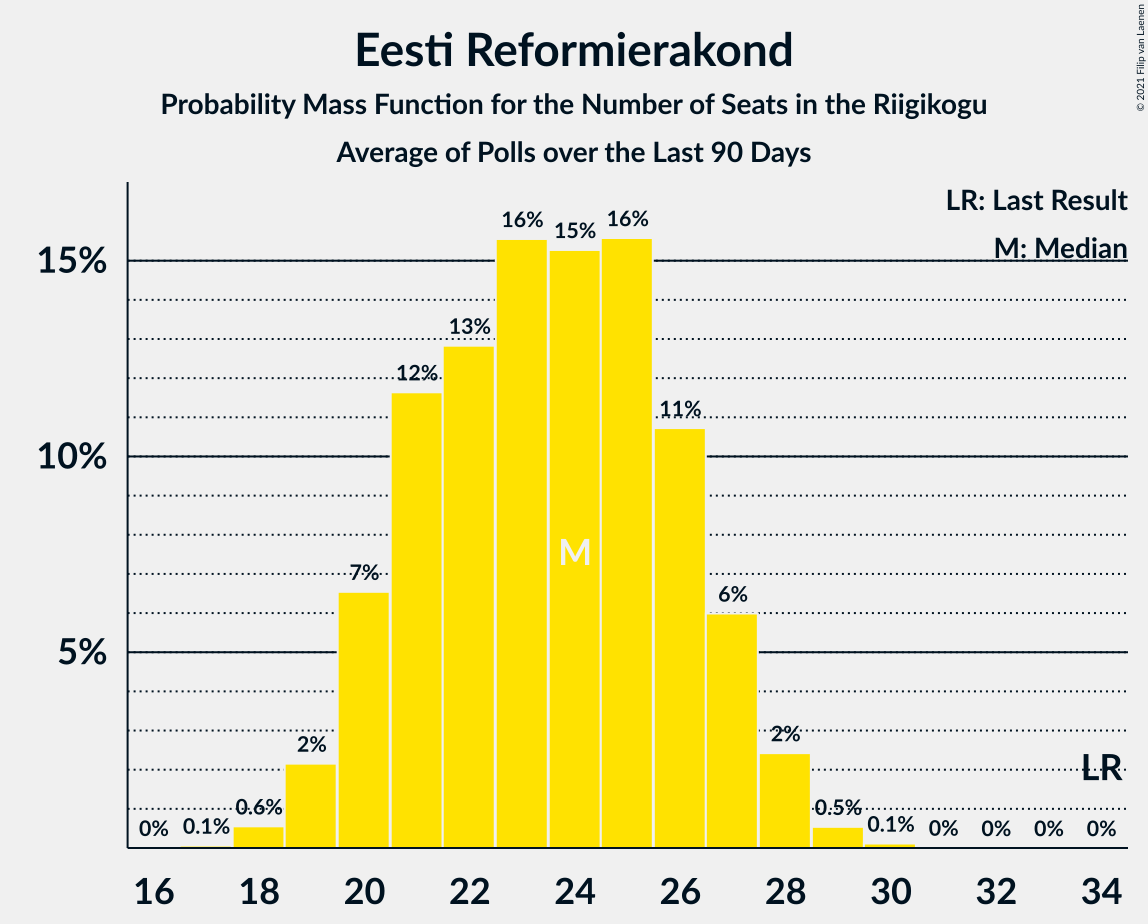 Eesti Reformierakond
Probability Mass Function for the Number of Seats in the Riigikogu
Average of Polls over the Last 90 Days
© 2021 Filip van Laenen
LR: Last Result
M: Median
15%
10%
5%
0% 0.1% 0.6% 2% 7% 12% 13% 16% 15% 16% 11% 6% 2% 0.5% 0.1% 0% 0% 0% 0%
M
LR
16 18 20 22 24 26 28 30 32 34